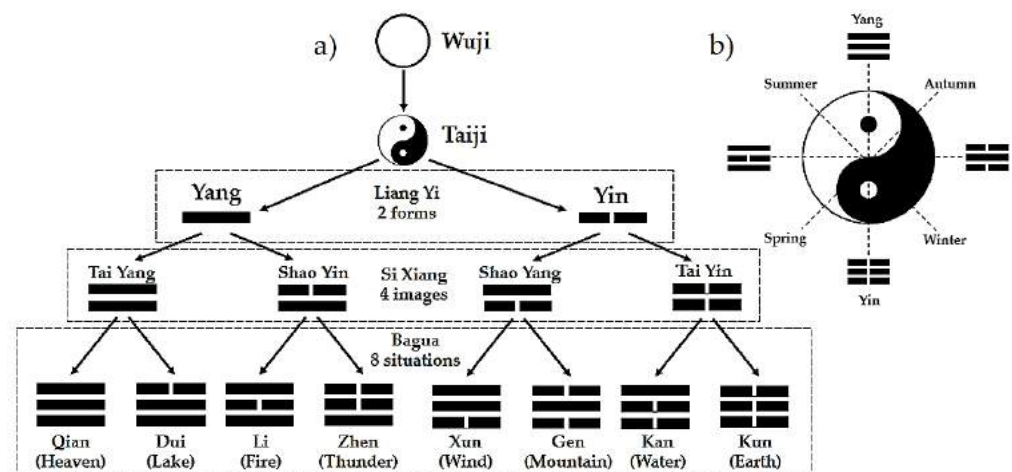 a)
Wuji
Taiji
Liang Yi
2 forms
Yang
Yin
Si Xiang
4 images
Tai Yang
Shao Yin
Shao Yang
Tai Yin
Bagua
8 situations
Qian
(Heaven)
Dui
(Lake)
Li
(Fire)
Zhen
(Thunder)
Xun
(Wind)
Gen
(Mountain)
Kan
(Water)
Kun
(Earth)
b)
Yang
Summer
Autumn
Spring
Winter
Yin